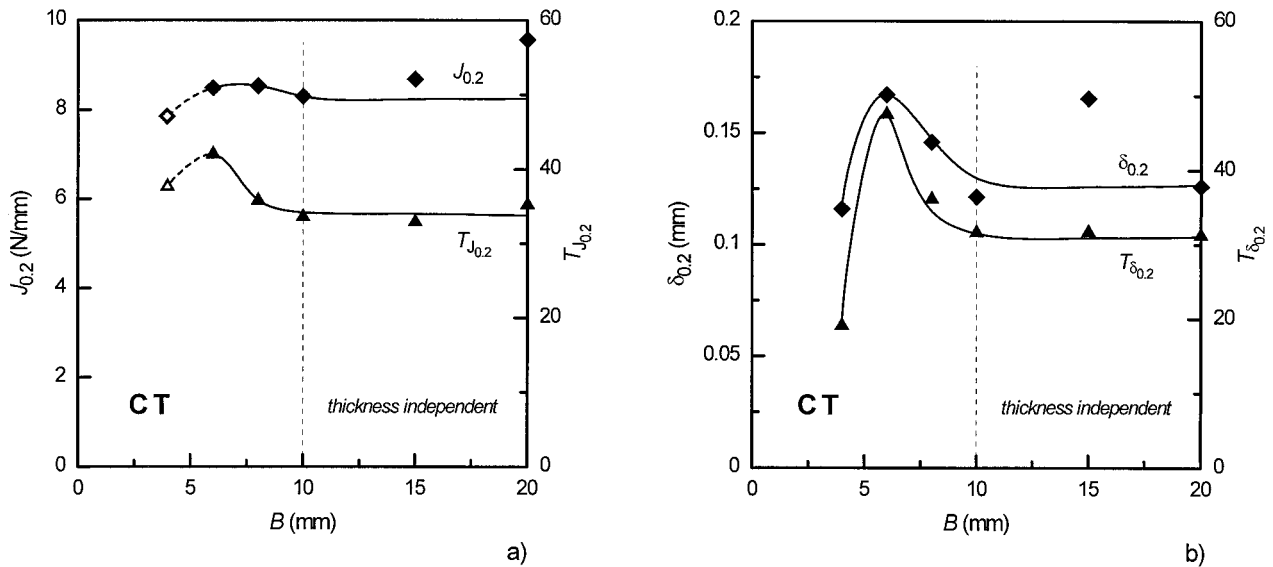 10
8
6
4
2
0
J0.2 (N/mm)
60
40
20
0
TJ0.2
J0.2
TJ0.2
CT
thickness independent
0 5 10 15 20
B (mm)
a)
0.2
0.15
0.1
0.05
0
δ0.2 (mm)
60
40
20
0
Tδ0.2
δ0.2
Tδ0.2
CT
thickness independent
0 5 10 15 20
B (mm)
b)